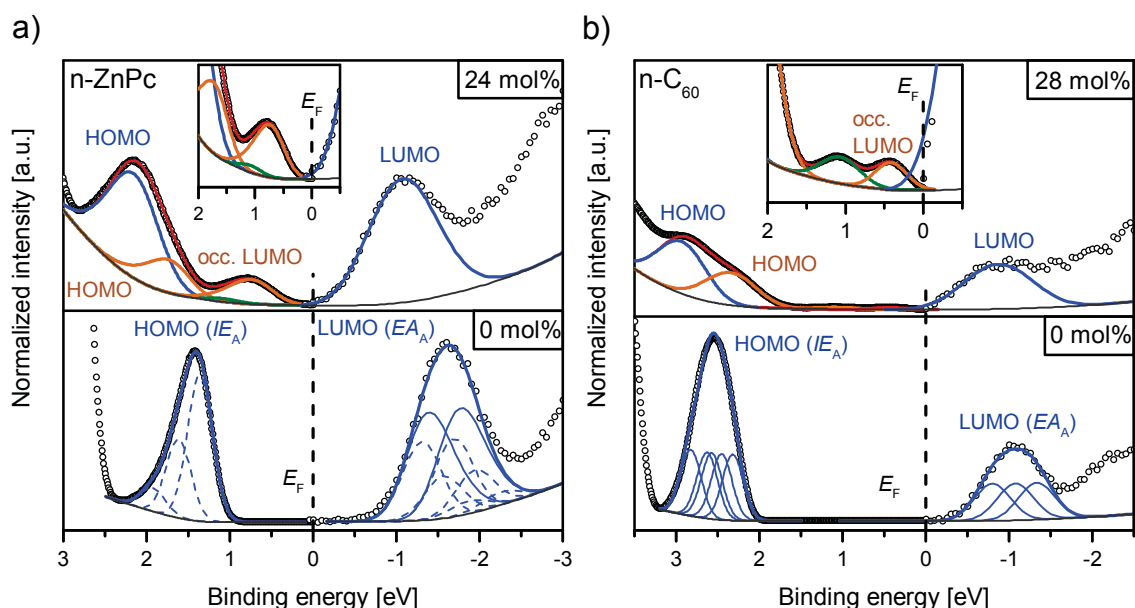 a)
Normalized intensity [a.u.]
n-ZnPc
24 mol%
HOMO
E_F
2 1 0
LUMO
occ. LUMO
HOMO
HOMO (IE_A)
LUMO (EA_A)
0 mol%
E_F
3 2 1 0 -1 -2 -3
Binding energy [eV]
b)
Normalized intensity [a.u.]
n-C₆₀
28 mol%
E_F
occ.
LUMO
2 1 0
HOMO
HOMO
LUMO
HOMO (IE_A)
0 mol%
LUMO (EA_A)
E_F
3 2 1 0 -1 -2
Binding energy [eV]